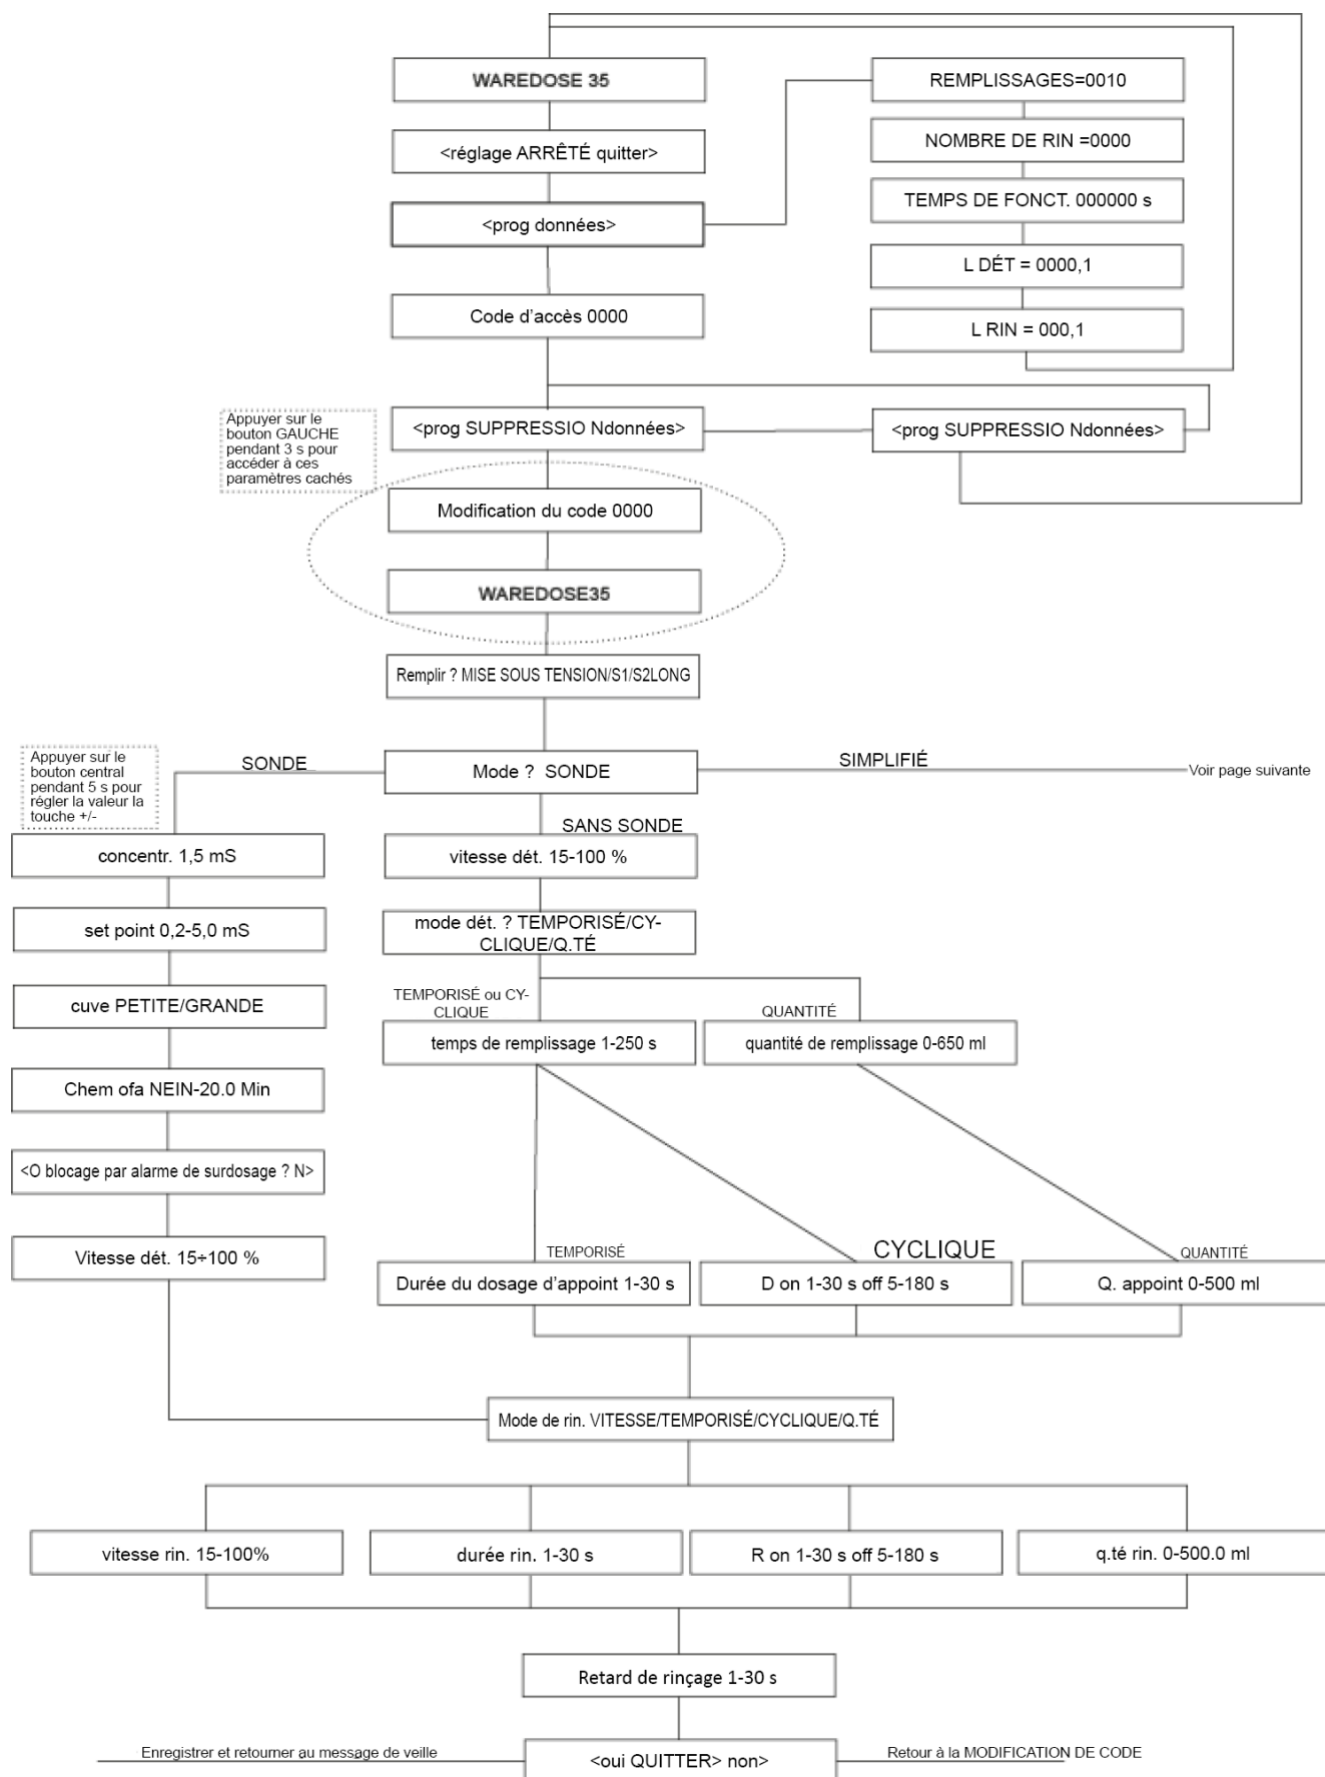 WAREDOSE 35
<réglage ARRÊTÉ quitter>
<prog données>
Code d'accès 0000
REMPLISSAGES=0010
NOMBRE DE RIN =0000
TEMPS DE FONCT. 000000 s
L DÉT = 0000,1
L RIN = 000,1
Appuyer sur le
bouton GAUCHE
pendant 3 s pour
accéder à ces
paramètres cachés
<prog SUPPRESSIO Ndonnées>
<prog SUPPRESSIO Ndonnées>
Modification du code 0000
WAREDOSE35
Remplir ? MISE SOUS TENSION/S1/S2LONG
Appuyer sur le
bouton central
pendant 5 s pour
régler la valeur la
touche +/-
SONDE
Mode ? SONDE
SIMPLIFIÉ
Voir page suivante
SANS SONDE
concentr. 1,5 mS
set point 0,2-5,0 mS
cuve PETITE/GRANDE
Chem ofa NEIN-20.0 Min
<O blocage par alarme de surdosage ? N>
Vitesse dét. 15÷100 %
vitesse dét. 15-100 %
mode dét. ? TEMPORISÉ/CY-
CLIQUE/Q.TÉ
TEMPORISÉ ou CY-
CLIQUE
QUANTITÉ
temps de remplissage 1-250 s
quantité de remplissage 0-650 ml
TEMPORISÉ
CYCLIQUE
QUANTITÉ
Durée du dosage d'appoint 1-30 s
D on 1-30 s off 5-180 s
Q. appoint 0-500 ml
Mode de rin. VITESSE/TEMPORISÉ/CYCLIQUE/Q.TÉ
vitesse rin. 15-100%
durée rin. 1-30 s
R on 1-30 s off 5-180 s
q.té rin. 0-500.0 ml
Retard de rinçage 1-30 s
Enregistrer et retourner au message de veille
<oui QUITTER> non>
Retour à la MODIFICATION DE CODE